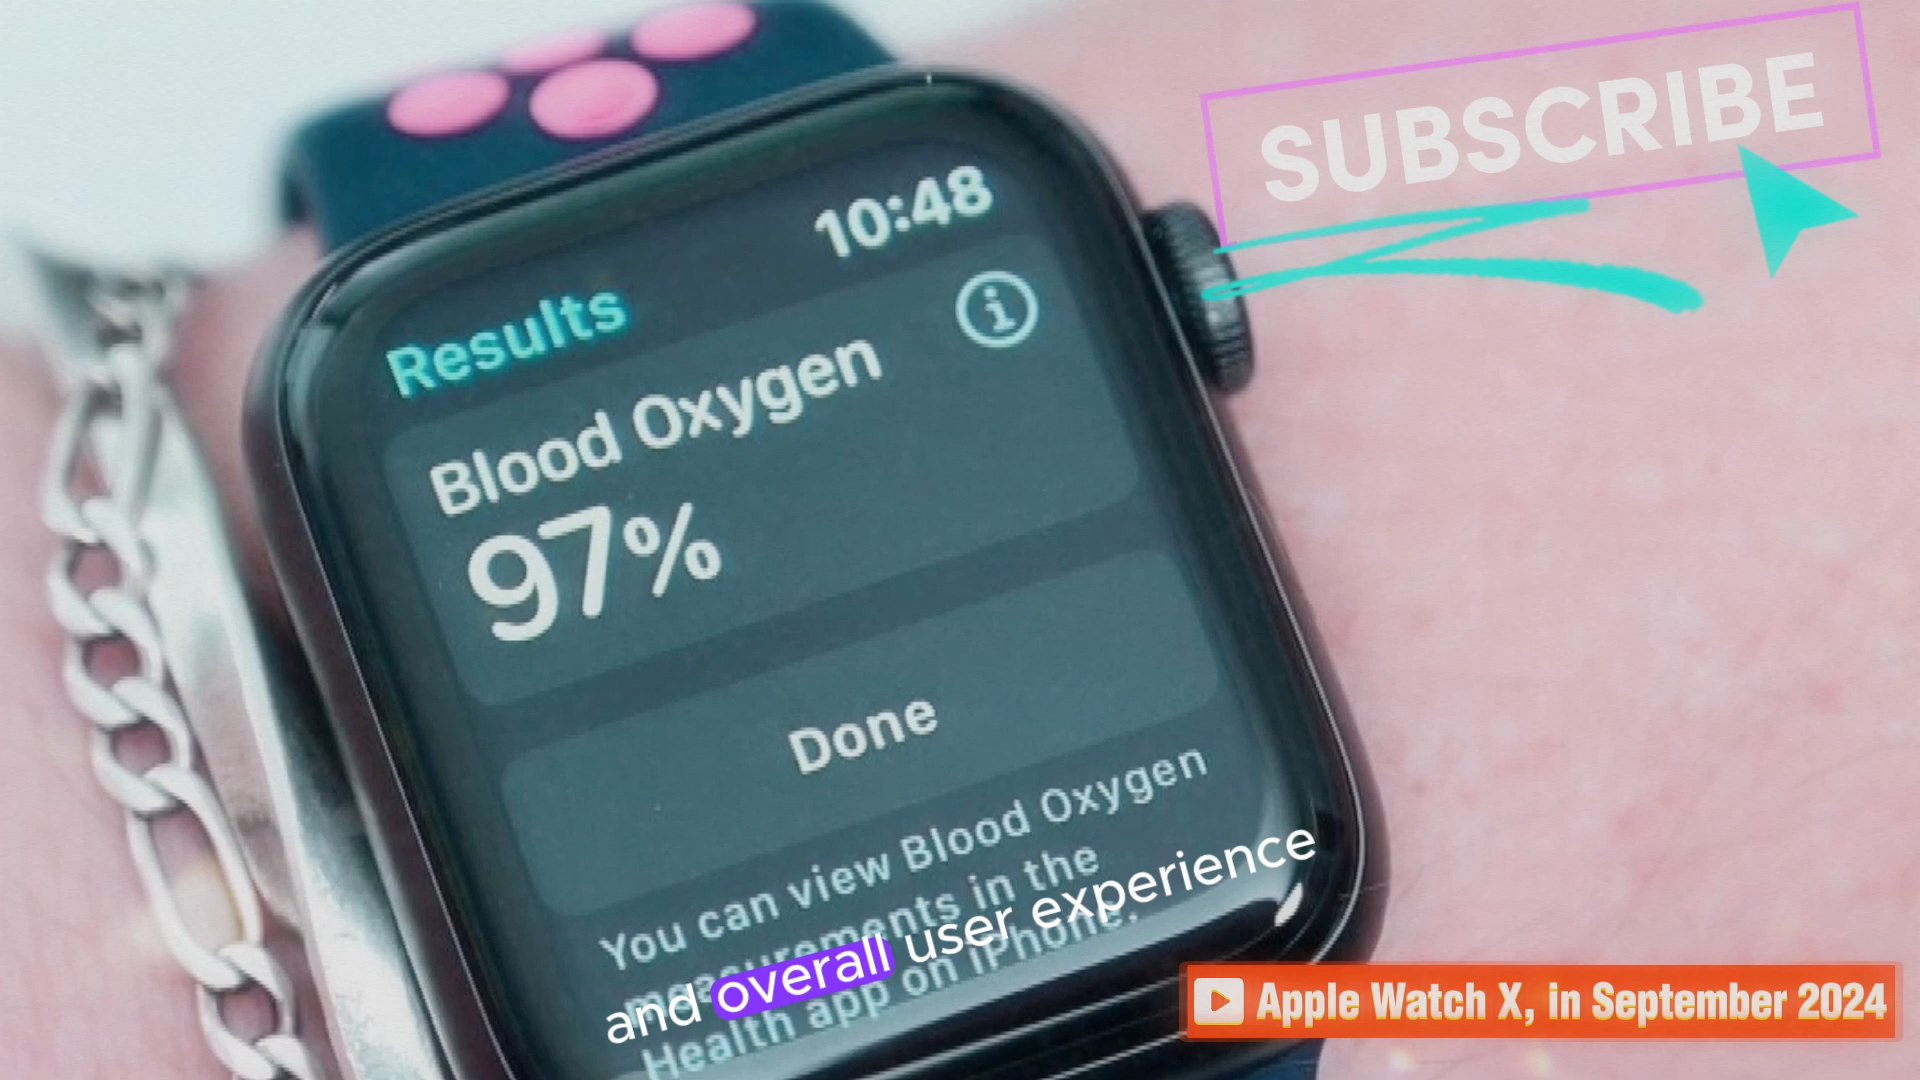 SUBSCRIBE
10:48
Results
Blood Oxygen
97%
Done
You can view Blood Oxygen
measurements in the
Health app on iPhone.
and overall user experience
Apple Watch X, in September 2024